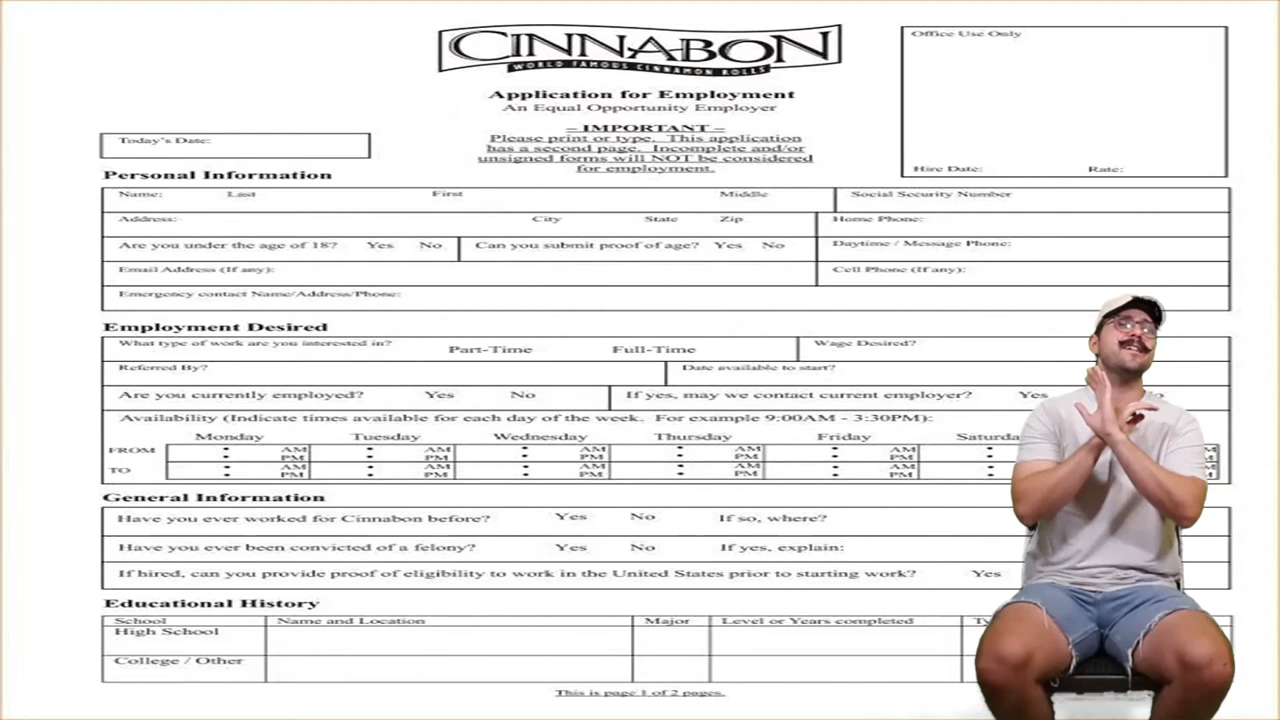 CINNABON
WORLD FAMOUS CINNAMON ROLLS
Office Use Only
Application for Employment
An Equal Opportunity Employer
– IMPORTANT –
Please print or type. This application
has a second page. Incomplete and/or
unsigned forms will NOT be considered
for employment.
Today's Date:
Hire Date: Rate:
Personal Information
Name: Last First Middle Social Security Number
Address: City State Zip Home Phone:
Are you under the age of 18? Yes No Can you submit proof of age? Yes No Daytime / Message Phone:
Email Address (If any): Cell Phone (If any):
Emergency contact Name/Address/Phone:
Employment Desired
What type of work are you interested in? Part-Time Full-Time Wage Desired?
Referred By? Date available to start?
Are you currently employed? Yes No If yes, may we contact current employer? Yes
Availability (Indicate times available for each day of the week. For example 9:00AM - 3:30PM):
Monday Tuesday Wednesday Thursday Friday Saturda
FROM : AM PM : AM PM : AM PM : AM PM : AM PM :
TO : AM PM : AM PM : AM PM : AM PM : AM PM :
General Information
Have you ever worked for Cinnabon before? Yes No If so, where?
Have you ever been convicted of a felony? Yes No If yes, explain:
If hired, can you provide proof of eligibility to work in the United States prior to starting work? Yes
Educational History
School Name and Location Major Level or Years completed Ty
High School
College / Other
This is page 1 of 2 pages.